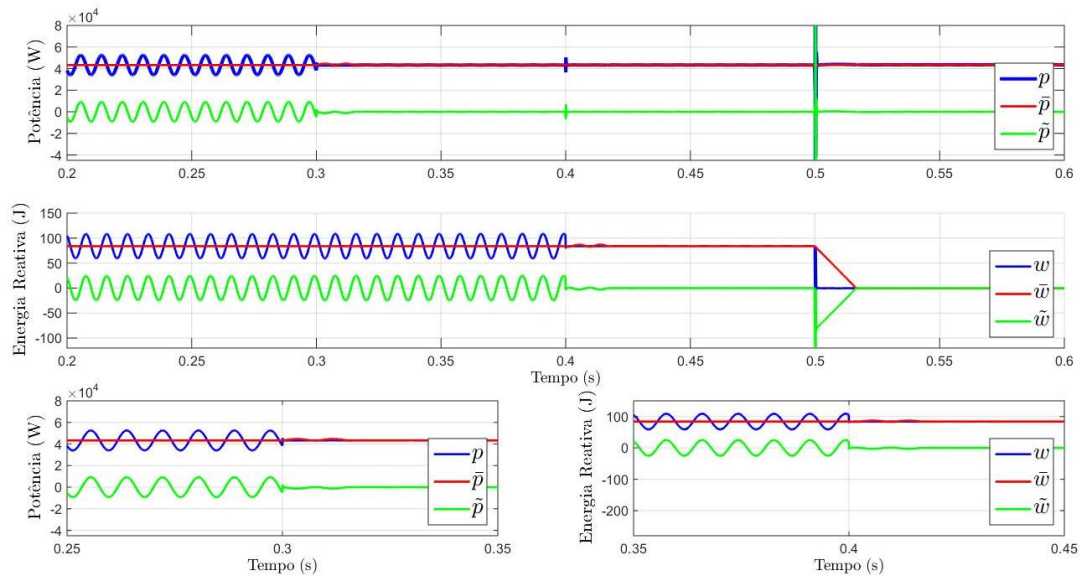 ×10⁴
Potência (W)
8
6
4
2
0
-2
-4
p
p̄
p̃
0.2 0.25 0.3 0.35 0.4 0.45 0.5 0.55 0.6
Energia Reativa (J)
150
100
50
0
-50
-100
w
w̄
w̃
0.2 0.25 0.3 0.35 0.4 0.45 0.5 0.55 0.6
Tempo (s)
×10⁴
Potência (W)
8
6
4
2
0
-2
-4
p
p̄
p̃
0.25 0.3 0.35
Tempo (s)
Energia Reativa (J)
100
0
-100
-200
w
w̄
w̃
0.35 0.4 0.45
Tempo (s)